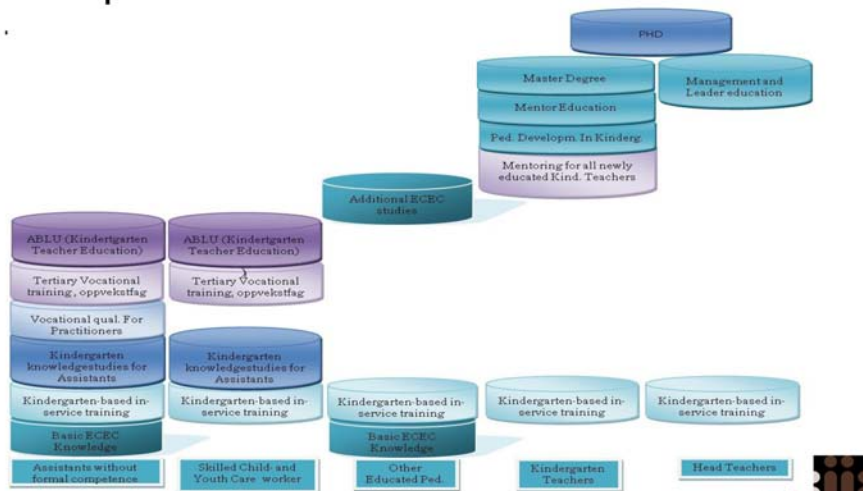 PHD
Master Degree
Management and
Leader education
Mentor Education
Ped. Developm. In Kinderg.
Mentoring for all newly
educated Kind. Teachers
Additional ECEC
studies
ABLU (Kindertgarten
Teacher Education)
ABLU (Kindertgarten
Teacher Education)
Tertiary Vocational
training , oppvekstfag
Tertiary Vocational
training, oppvekstfag
Vocational qual. For
Practitioners
Kindergarten
knowledgestudies for
Assistants
Kindergarten
knowledgestudies for
Assistants
Kindergarten-based in-
service training
Kindergarten-based in-
service training
Kindergarten-based in-
service training
Kindergarten-based in-
service training
Kindergarten-based in-
service training
Basic ECEC
Knowledge
Basic ECEC
Knowledge
Assistants without
formal competence
Skilled Child- and
Youth Care worker
Other
Educated Ped.
Kindergarten
Teachers
Head Teachers